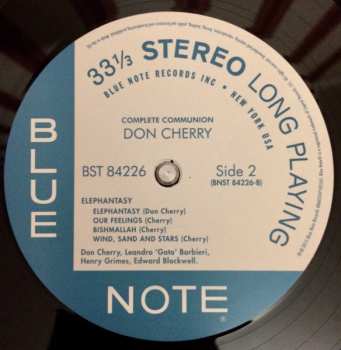 33⅓ STEREO LONG PLAYING
BLUE NOTE RECORDS INC • NEW YORK USA
COMPLETE COMMUNION
DON CHERRY
BLUE
BST 84226
Side 2
(BNST 84226-B)
ELEPHANTASY
ELEPHANTASY (Don Cherry)
OUR FEELINGS (Cherry)
BISHMALLAH (Cherry)
WIND, SAND AND STARS (Cherry)
Don Cherry, Leandro 'Gato' Barbieri,
Henry Grimes, Edward Blackwell.
NOTE®